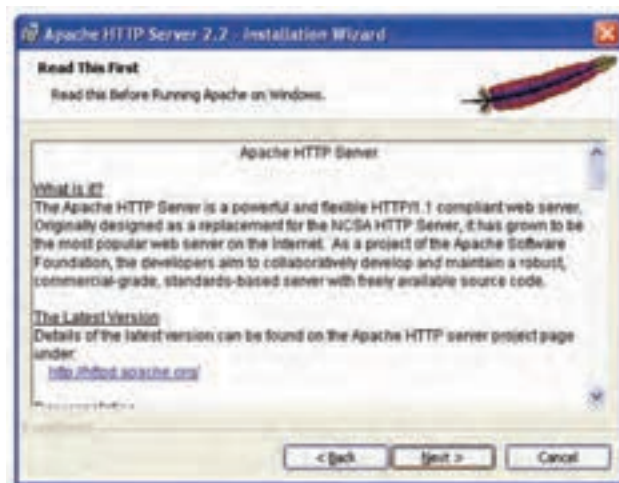 Apache HTTP Server 2.2 - Installation Wizard
Read This First
Read this Before Running Apache on Windows.
Apache HTTP Server
What is it?
The Apache HTTP Server is a powerful and flexible HTTP/1.1 compliant web server.
Originally designed as a replacement for the NCSA HTTP Server, it has grown to be
the most popular web server on the Internet. As a project of the Apache Software
Foundation, the developers aim to collaboratively develop and maintain a robust,
commercial-grade, standards-based server with freely available source code.
The Latest Version
Details of the latest version can be found on the Apache HTTP server project page
under:
http://httpd.apache.org/
< Back
Next >
Cancel